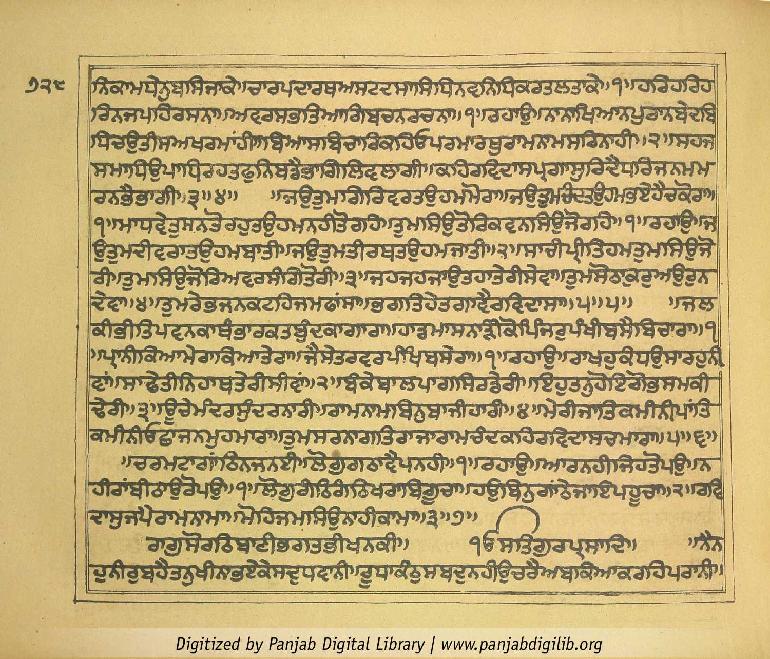 ੭੨੯
ਨਿਕਾਮਧੇਨੁਬਸਿਜਾਕੇ॥ਚਾਰਪਦਾਰਥਅਸਟਦਸਾਸਿਧਿਨਵਨਿਧਿਕਰਤਲਤਾਕੇ॥੧॥ਹਰਿਹਰਿਹ
ਰਿਨਜਪਹਿਰਸਨਾ॥ਅਵਰਸਭਤਿਆਗਿਬਚਨਰਚਨਾ॥੧॥ਰਹਾਉ॥ਨਾਨਾਖਿਆਨਪੁਰਾਨਬੇਦਬਿ
ਧਿਚਉਤੀਸਅਖਰਮਾਂਹੀ॥ਬਿਆਸਬਿਚਾਰਿਕਹਿਓਪਰਮਾਰਥੁਰਾਮਨਾਮਸਰਿਨਾਹੀ॥੨॥ਸਹਜ
ਸਮਾਧਿਉਪਾਧਿਰਹਤਫੁਨਿਬਡੈਭਾਗਿਲਿਵਲਾਗੀ॥ਕਹਿਰਵਿਦਾਸਪ੍ਰਗਾਸੁਰਿਦੈਧਰਿਜਨਮਮ
ਰਨਭੈਭਾਗੀ॥੩॥੪॥ ॥ਜਉਤੁਮਗਿਰਿਵਰਤਉਹਮਮੋਰਾ॥ਜਉਤੁਮਚੰਦਤਉਹਮਭਏਹੈਚਕੋਰਾ॥
੧॥ਮਾਧਵੇਤੁਮਨਤੋਰਹੁਤਉਹਮਨਹੀਤੋਰਹਿ॥ਤੁਮਸਿਉਤੋਰਿਕਵਨਸਿਉਜੋਰਹਿ॥੧॥ਰਹਾਉ॥ਜ
ਉਤੁਮਦੀਵਰਾਤਉਹਮਬਾਤੀ॥ਜਉਤੁਮਤੀਰਥਤਉਹਮਜਾਤੀ॥੨॥ਸਾਚੀਪ੍ਰੀਤਿਹਮਤੁਮਸਿਉਜੋ
ਰੀ॥ਤੁਮਸਿਉਜੋਰਿਅਵਰਸੰਗਿਤੋਰੀ॥੩॥ਜਹਜਹਜਾਉਤਹਾਤੇਰੀਸੇਵਾ॥ਤੁਮਸੋਠਾਕੁਰੁਅਉਰੁਨ
ਦੇਵਾ॥੪॥ਤੁਮਰੇਭਜਨਕਟਹਿਜਮਫਾਂਸਾ॥ਭਗਤਿਹੇਤਗਾਵੈਰਵਿਦਾਸਾ॥੫॥੫॥ ॥ਜਲ
ਕੀਭੀਤਿਪਵਨਕਾਥੰਭਾਰਕਤਬੁੰਦਕਾਗਾਰਾ॥ਹਾਡਮਾਸਨਾੜੀਕੋਪਿੰਜਰੁਪੰਖੀਬਸੈਬਿਚਾਰਾ॥੧
॥ਪ੍ਰਾਨੀਕਿਆਮੇਰਾਕਿਆਤੇਰਾ॥ਜੈਸੇਤਰਵਰਪੰਖਿਬਸੇਰਾ॥੧॥ਰਹਾਉ॥ਰਾਖਹੁਕੰਧਉਸਾਰਹੁਨੀ
ਵਾਂ॥ਸਾਢੇਤੀਨਿਹਾਥਤੇਰੀਸੀਵਾਂ॥੨॥ਬੰਕੇਬਾਲਪਾਗਸਿਰਡੇਰੀ॥ਇਹੁਤਨੁਹੋਇਗੋਭਸਮਕੀ
ਢੇਰੀ॥੩॥ਊਚੇਮੰਦਰਸੁੰਦਰਨਾਰੀ॥ਰਾਮਨਾਮਬਿਨੁਬਾਜੀਹਾਰੀ॥੪॥ਮੇਰੀਜਾਤਿਕਮੀਨੀਪਾਂਤਿ
ਕਮੀਨੀਓਛਾਜਨਮੁਹਮਾਰਾ॥ਤੁਮਸਰਨਾਗਤਿਰਾਜਾਰਾਮਚੰਦਕਹਿਰਵਿਦਾਸਚਮਾਰਾ॥੫॥੬॥
॥ਚਮਰਟਾਗਾਂਠਿਨਜਨਈ॥ਲੋਗੁਗਠਾਵੈਪਨਹੀ॥੧॥ਰਹਾਉ॥ਆਰਨਹੀਜਿਹਤੋਪਉ॥ਨ
ਹੀਰਾਂਬੀਠਾਉਰੋਪਉ॥੧॥ਲੋਗੁਗੰਠਿਗੰਠਿਖਰਾਬਿਗੂਚਾ॥ਹਉਬਿਨੁਗਾਂਠੇਜਾਇਪਹੂਚਾ॥੨॥ਰਵਿ
ਦਾਸੁਜਪੈਰਾਮਨਾਮਾ॥ਮੋਹਿਜਮਸਿਉਨਾਹੀਕਾਮਾ॥੩॥੭॥
ਰਾਗੁਸੋਰਠਿਬਾਣੀਭਗਤਭੀਖਨਕੀ॥ ੴਸਤਿਗੁਰਪ੍ਰਸਾਦਿ॥ ॥ਨੈਨ
ਹੁਨੀਰੁਬਹੈਤਨੁਖੀਨਾਭਏਕੇਸਦੁਧਵਾਨੀ॥ਰੂਧਾਕੰਠੁਸਬਦੁਨਹੀਉਚਰੈਅਬਕਿਆਕਰਹਿਪਰਾਨੀ॥
Digitized by Panjab Digital Library | www.panjabdigilib.org